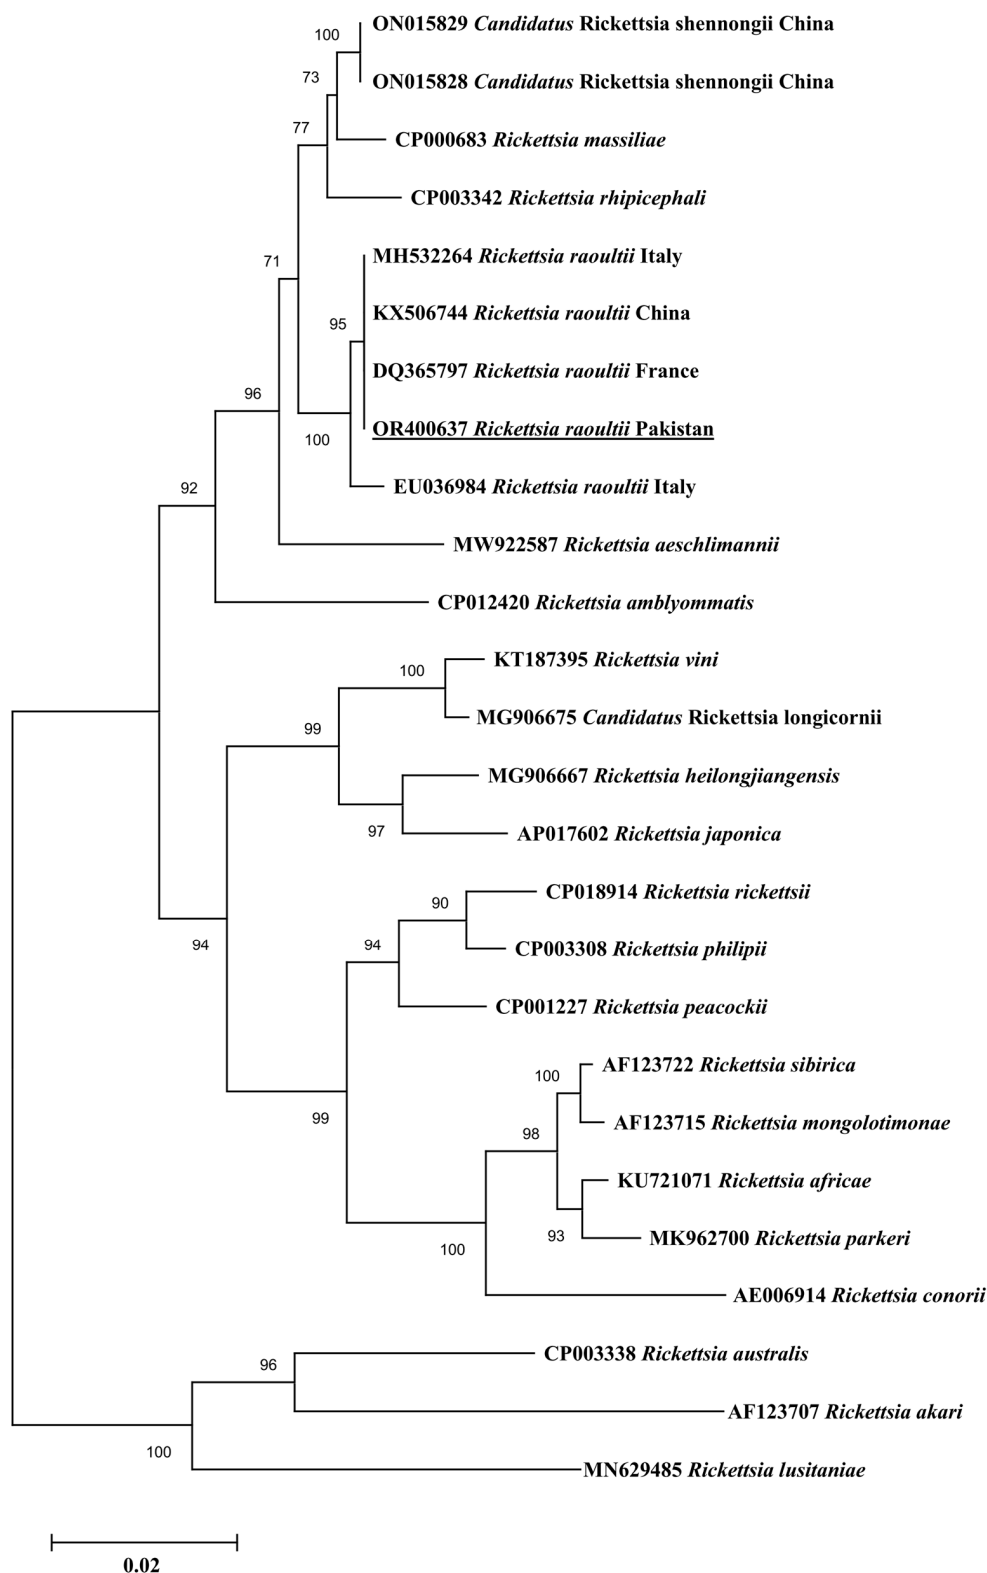 100
ON015829 Candidatus Rickettsia shennongii China
73
ON015828 Candidatus Rickettsia shennongii China
77
CP000683 Rickettsia massiliae
CP003342 Rickettsia rhipicephali
71
MH532264 Rickettsia raoultii Italy
KX506744 Rickettsia raoultii China
95
DQ365797 Rickettsia raoultii France
96
OR400637 Rickettsia raoultii Pakistan
100
EU036984 Rickettsia raoultii Italy
92
MW922587 Rickettsia aeschlimannii
CP012420 Rickettsia amblyommatis
KT187395 Rickettsia vini
100
MG906675 Candidatus Rickettsia longicornii
99
MG906667 Rickettsia heilongjiangensis
97
AP017602 Rickettsia japonica
CP018914 Rickettsia rickettsii
90
94
94
CP003308 Rickettsia philipii
CP001227 Rickettsia peacockii
AF123722 Rickettsia sibirica
100
99
AF123715 Rickettsia mongolotimonae
98
KU721071 Rickettsia africae
93
MK962700 Rickettsia parkeri
100
AE006914 Rickettsia conorii
CP003338 Rickettsia australis
96
AF123707 Rickettsia akari
100
MN629485 Rickettsia lusitaniae
0.02